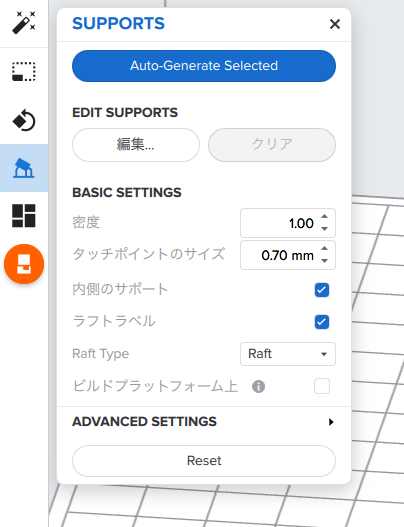 SUPPORTS
Auto-Generate Selected
EDIT SUPPORTS
編集... クリア
BASIC SETTINGS
密度 1.00
タッチポイントのサイズ 0.70 mm
内側のサポート
ラフトラベル
Raft Type Raft
ビルドプラットフォーム上
ADVANCED SETTINGS
Reset